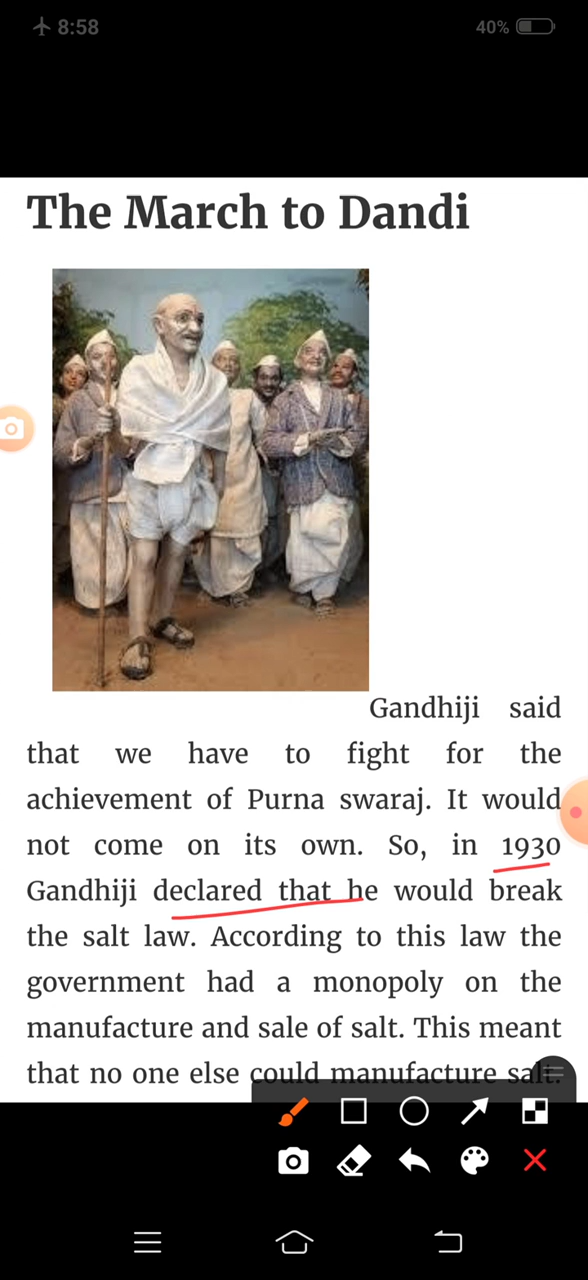 8:58
40%
The March to Dandi
Gandhiji said
that we have to fight for the
achievement of Purna swaraj. It would
not come on its own. So, in 1930
Gandhiji declared that he would break
the salt law. According to this law the
government had a monopoly on the
manufacture and sale of salt. This meant
that no one else could manufacture salt.